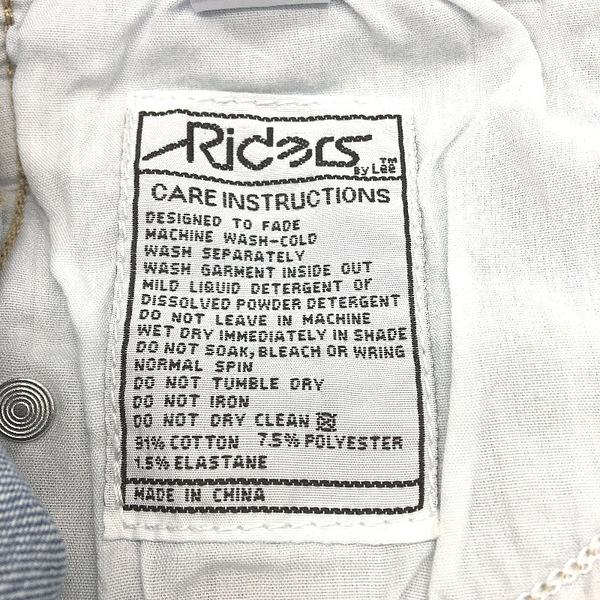 Riders
By Lee™
CARE INSTRUCTIONS
DESIGNED TO FADE
MACHINE WASH-COLD
WASH SEPARATELY
WASH GARMENT INSIDE OUT
MILD LIQUID DETERGENT or
DISSOLVED POWDER DETERGENT
DO NOT LEAVE IN MACHINE
WET DRY IMMEDIATELY IN SHADE
DO NOT SOAK, BLEACH OR WRING
NORMAL SPIN
DO NOT TUMBLE DRY
DO NOT IRON
DO NOT DRY CLEAN
91% COTTON 7.5% POLYESTER
1.5% ELASTANE
MADE IN CHINA